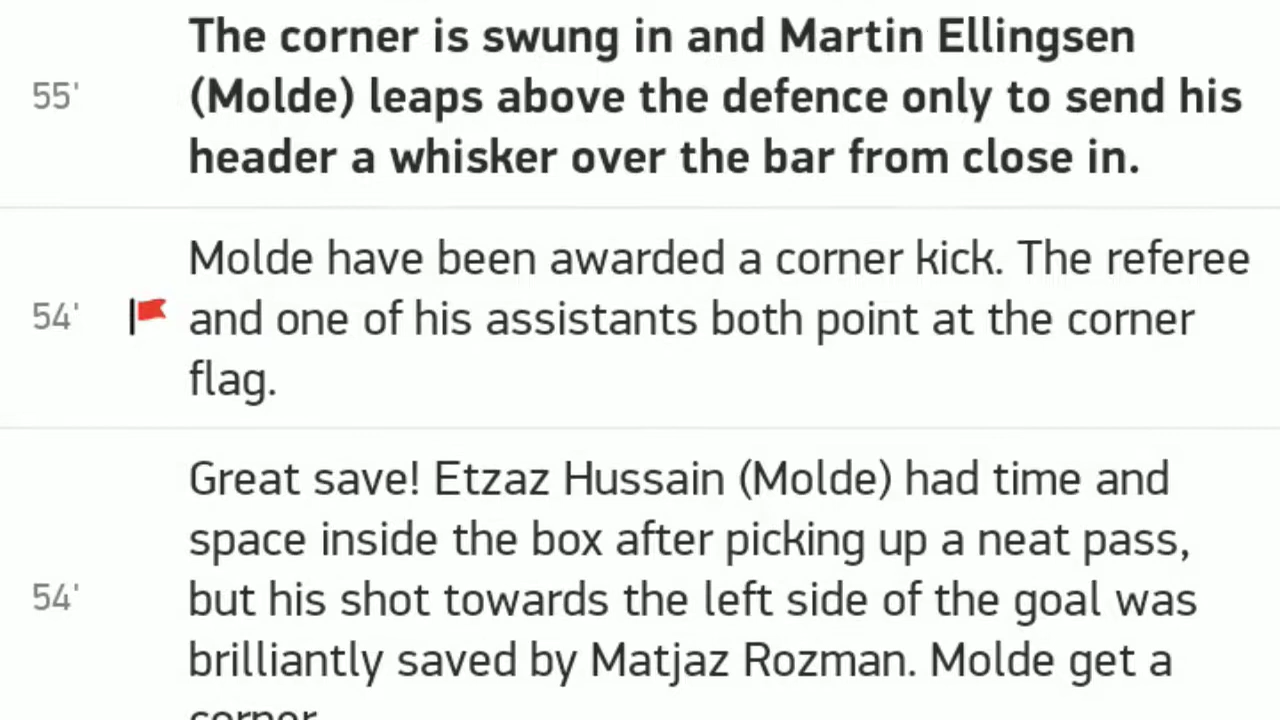 The corner is swung in and Martin Ellingsen
55'
(Molde) leaps above the defence only to send his
header a whisker over the bar from close in.
Molde have been awarded a corner kick. The referee
54'
and one of his assistants both point at the corner
flag.
Great save! Etzaz Hussain (Molde) had time and
space inside the box after picking up a neat pass,
54'
but his shot towards the left side of the goal was
brilliantly saved by Matjaz Rozman. Molde get a
corner.